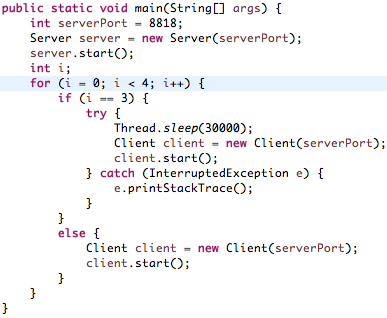 public static void main(String[] args) {
    int serverPort = 8818;
    Server server = new Server(serverPort);
    server.start();
    int i;
    for (i = 0; i < 4; i++) {
        if (i == 3) {
            try {
                Thread.sleep(30000);
                Client client = new Client(serverPort);
                client.start();
            } catch (InterruptedException e) {
                e.printStackTrace();
            }
        }
        else {
            Client client = new Client(serverPort);
            client.start();
        }
    }
}